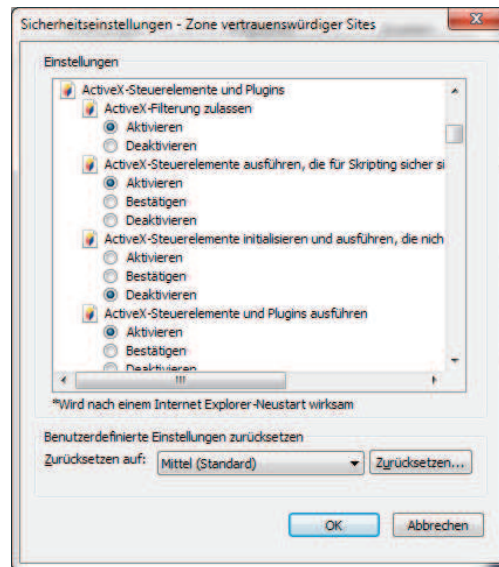 Sicherheitseinstellungen - Zone vertrauenswürdiger Sites
Einstellungen
ActiveX-Steuerelemente und Plugins
ActiveX-Filterung zulassen
Aktivieren
Deaktivieren
ActiveX-Steuerelemente ausführen, die für Skripting sicher si
Aktivieren
Bestätigen
Deaktivieren
ActiveX-Steuerelemente initialisieren und ausführen, die nich
Aktivieren
Bestätigen
Deaktivieren
ActiveX-Steuerelemente und Plugins ausführen
Aktivieren
Bestätigen
Deaktivieren
*Wird nach einem Internet Explorer-Neustart wirksam
Benutzerdefinierte Einstellungen zurücksetzen
Zurücksetzen auf: Mittel (Standard) Zurücksetzen...
OK Abbrechen